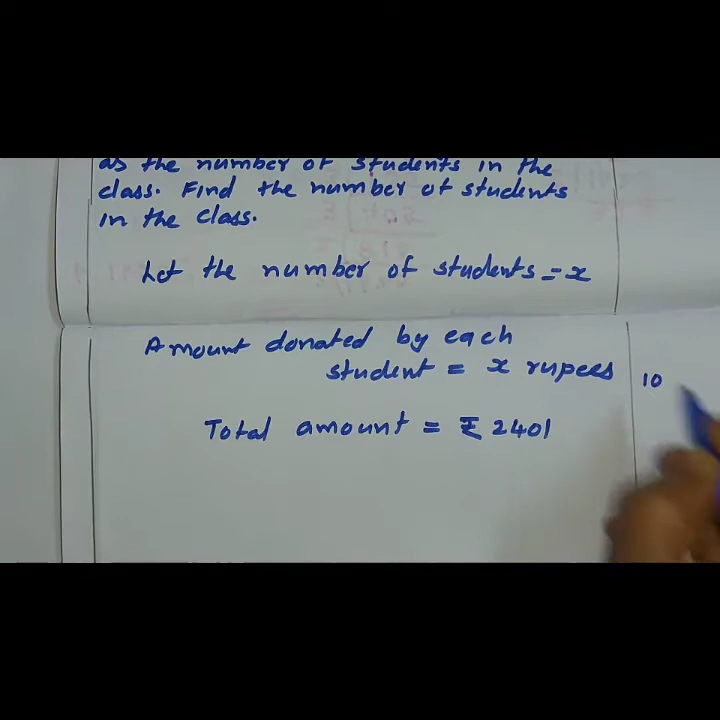 as the number of students in the
class. Find the number of students
in the class.
Let the number of students = x
Amount donated by each
student = x rupees
10
Total amount = ₹ 2401